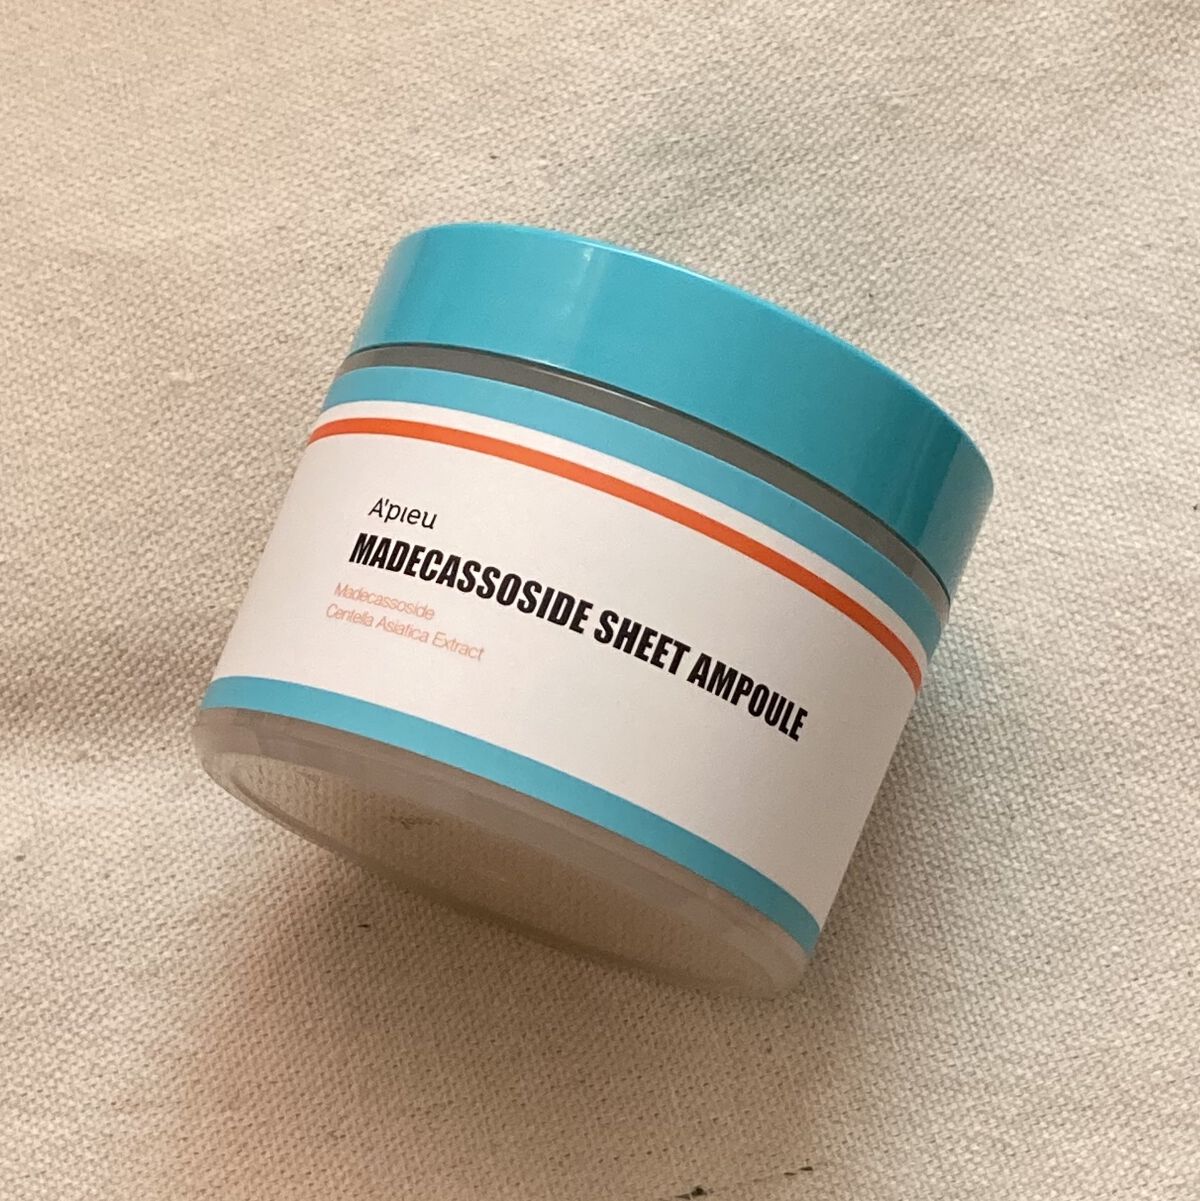 A'pieu
MADECASSOSIDE SHEET AMPOULE
Madecassoside
Centella Asiatica Extract